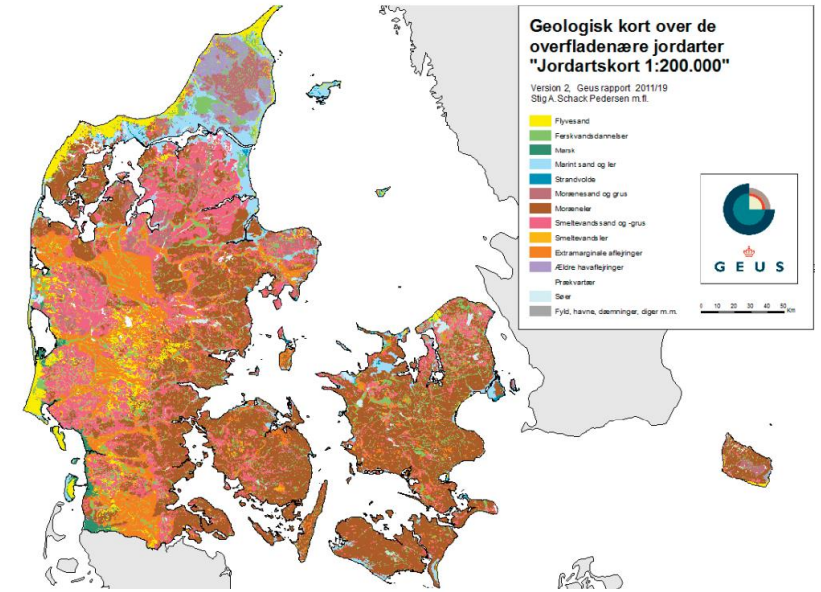 Geologisk kort over de
overfladenære jordarter
"Jordartskort 1:200.000"
Version 2, Geus rapport 2011/19
Stig A. Schack Pedersen m.fl.
Flyvesand
Ferskvandsdannelser
Marsk
Marint sand og ler
Strandvolde
Morænesand og grus
Moræneler
Smeltevandssand og -grus
Smeltevandsler
Extramarginale aflejringer
Ældre havaflejringer
Prækvartær
Søer
Fyld, havne, dæmninger, diger m.m.
G E U S
0 10 20 30 40 50
Km